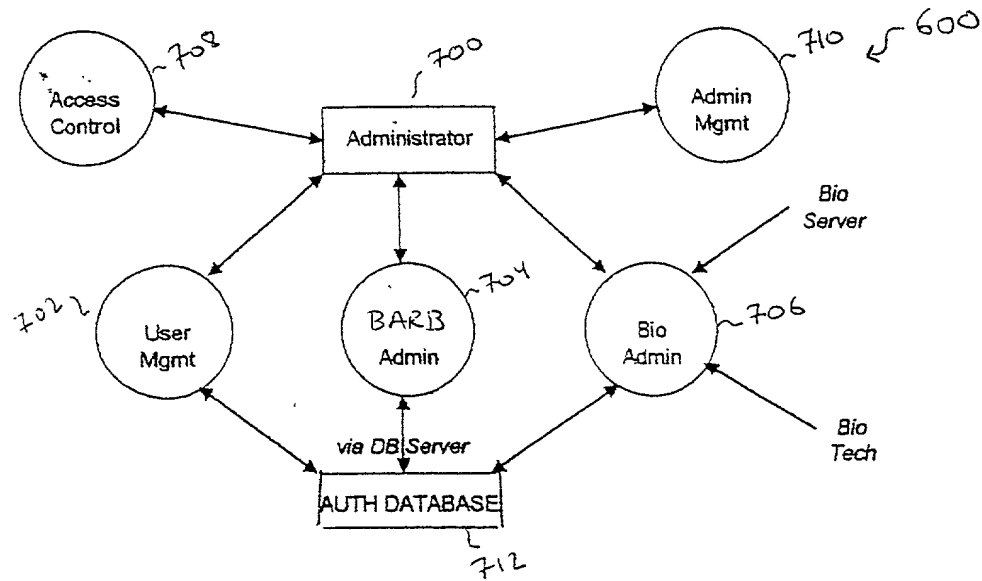 708
700
710
600
Access
Control
Administrator
Admin
Mgmt
Bio
Server
702
704
706
User
Mgmt
BARB
Admin
Bio
Admin
via DB Server
Bio
Tech
AUTH DATABASE
712